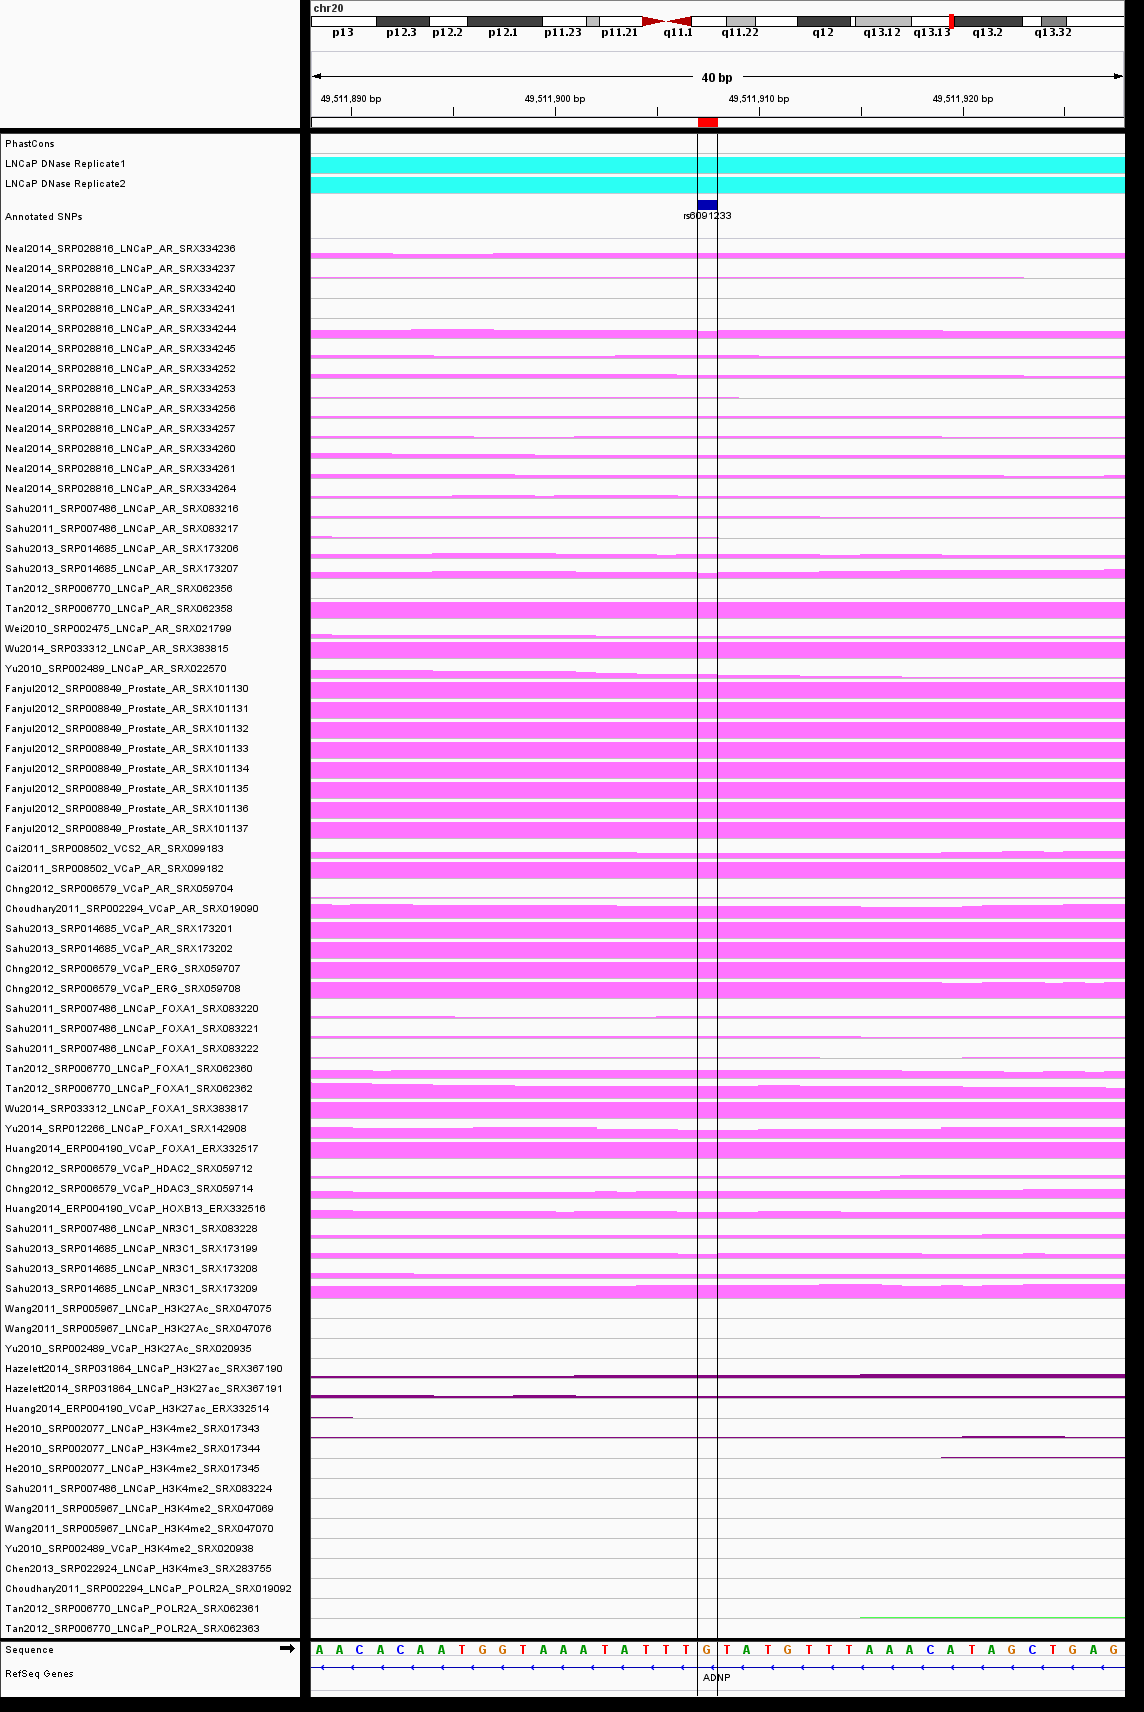 chr20
p13 p12.3 p12.2 p12.1 p11.23 p11.21 q11.1 q11.22 q12 q13.12 q13.13 q13.2 q13.32
40 bp
49,511,890 bp 49,511,900 bp 49,511,910 bp 49,511,920 bp
PhastCons
LNCaP DNase Replicate1
LNCaP DNase Replicate2
Annotated SNPs rs6091233
Neal2014_SRP028816_LNCaP_AR_SRX334236
Neal2014_SRP028816_LNCaP_AR_SRX334237
Neal2014_SRP028816_LNCaP_AR_SRX334240
Neal2014_SRP028816_LNCaP_AR_SRX334241
Neal2014_SRP028816_LNCaP_AR_SRX334244
Neal2014_SRP028816_LNCaP_AR_SRX334245
Neal2014_SRP028816_LNCaP_AR_SRX334252
Neal2014_SRP028816_LNCaP_AR_SRX334253
Neal2014_SRP028816_LNCaP_AR_SRX334256
Neal2014_SRP028816_LNCaP_AR_SRX334257
Neal2014_SRP028816_LNCaP_AR_SRX334260
Neal2014_SRP028816_LNCaP_AR_SRX334261
Neal2014_SRP028816_LNCaP_AR_SRX334264
Sahu2011_SRP007486_LNCaP_AR_SRX083216
Sahu2011_SRP007486_LNCaP_AR_SRX083217
Sahu2013_SRP014685_LNCaP_AR_SRX173206
Sahu2013_SRP014685_LNCaP_AR_SRX173207
Tan2012_SRP006770_LNCaP_AR_SRX062356
Tan2012_SRP006770_LNCaP_AR_SRX062358
Wei2010_SRP002475_LNCaP_AR_SRX021799
Wu2014_SRP033312_LNCaP_AR_SRX383815
Yu2010_SRP002489_LNCaP_AR_SRX022570
Fanjul2012_SRP008849_Prostate_AR_SRX101130
Fanjul2012_SRP008849_Prostate_AR_SRX101131
Fanjul2012_SRP008849_Prostate_AR_SRX101132
Fanjul2012_SRP008849_Prostate_AR_SRX101133
Fanjul2012_SRP008849_Prostate_AR_SRX101134
Fanjul2012_SRP008849_Prostate_AR_SRX101135
Fanjul2012_SRP008849_Prostate_AR_SRX101136
Fanjul2012_SRP008849_Prostate_AR_SRX101137
Cai2011_SRP008502_VCS2_AR_SRX099183
Cai2011_SRP008502_VCaP_AR_SRX099182
Chng2012_SRP006579_VCaP_AR_SRX059704
Choudhary2011_SRP002294_VCaP_AR_SRX019090
Sahu2013_SRP014685_VCaP_AR_SRX173201
Sahu2013_SRP014685_VCaP_AR_SRX173202
Chng2012_SRP006579_VCaP_ERG_SRX059707
Chng2012_SRP006579_VCaP_ERG_SRX059708
Sahu2011_SRP007486_LNCaP_FOXA1_SRX083220
Sahu2011_SRP007486_LNCaP_FOXA1_SRX083221
Sahu2011_SRP007486_LNCaP_FOXA1_SRX083222
Tan2012_SRP006770_LNCaP_FOXA1_SRX062360
Tan2012_SRP006770_LNCaP_FOXA1_SRX062362
Wu2014_SRP033312_LNCaP_FOXA1_SRX383817
Yu2014_SRP012266_LNCaP_FOXA1_SRX142908
Huang2014_ERP004190_VCaP_FOXA1_ERX332517
Chng2012_SRP006579_VCaP_HDAC2_SRX059712
Chng2012_SRP006579_VCaP_HDAC3_SRX059714
Huang2014_ERP004190_VCaP_HOXB13_ERX332516
Sahu2011_SRP007486_LNCaP_NR3C1_SRX083228
Sahu2013_SRP014685_LNCaP_NR3C1_SRX173199
Sahu2013_SRP014685_LNCaP_NR3C1_SRX173208
Sahu2013_SRP014685_LNCaP_NR3C1_SRX173209
Wang2011_SRP005967_LNCaP_H3K27Ac_SRX047075
Wang2011_SRP005967_LNCaP_H3K27Ac_SRX047076
Yu2010_SRP002489_VCaP_H3K27Ac_SRX020935
Hazelett2014_SRP031864_LNCaP_H3K27ac_SRX367190
Hazelett2014_SRP031864_LNCaP_H3K27ac_SRX367191
Huang2014_ERP004190_VCaP_H3K27ac_ERX332514
He2010_SRP002077_LNCaP_H3K4me2_SRX017343
He2010_SRP002077_LNCaP_H3K4me2_SRX017344
He2010_SRP002077_LNCaP_H3K4me2_SRX017345
Sahu2011_SRP007486_LNCaP_H3K4me2_SRX083224
Wang2011_SRP005967_LNCaP_H3K4me2_SRX047069
Wang2011_SRP005967_LNCaP_H3K4me2_SRX047070
Yu2010_SRP002489_VCaP_H3K4me2_SRX020938
Chen2013_SRP022924_LNCaP_H3K4me3_SRX283755
Choudhary2011_SRP002294_LNCaP_POLR2A_SRX019092
Tan2012_SRP006770_LNCaP_POLR2A_SRX062361
Tan2012_SRP006770_LNCaP_POLR2A_SRX062363
Sequence A A C A C A A T G G T A A A T A T T T G T A T G T T T A A A C A T A G C T G A G
RefSeq Genes ADNP